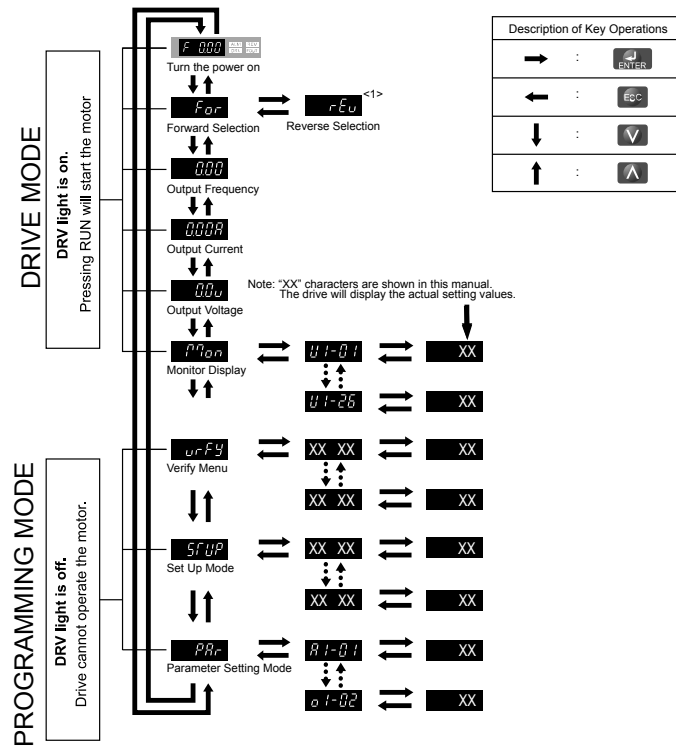 DRIVE MODE
DRV light is on.
Pressing RUN will start the motor
F 0.00
Turn the power on
For
Forward Selection
rEv
<1>
Reverse Selection
0.00
Output Frequency
0.00A
Output Current
0.0v
Output Voltage
Note: "XX" characters are shown in this manual.
The drive will display the actual setting values.
Mon
Monitor Display
U1-01
XX
U1-26
XX
PROGRAMMING MODE
DRV light is off.
Drive cannot operate the motor.
vrFy
Verify Menu
XX XX
XX
XX XX
XX
STUP
Set Up Mode
XX XX
XX
XX XX
XX
PAr
Parameter Setting Mode
A1-01
XX
o1-02
XX
Description of Key Operations
: ENTER
: ESC
:
: